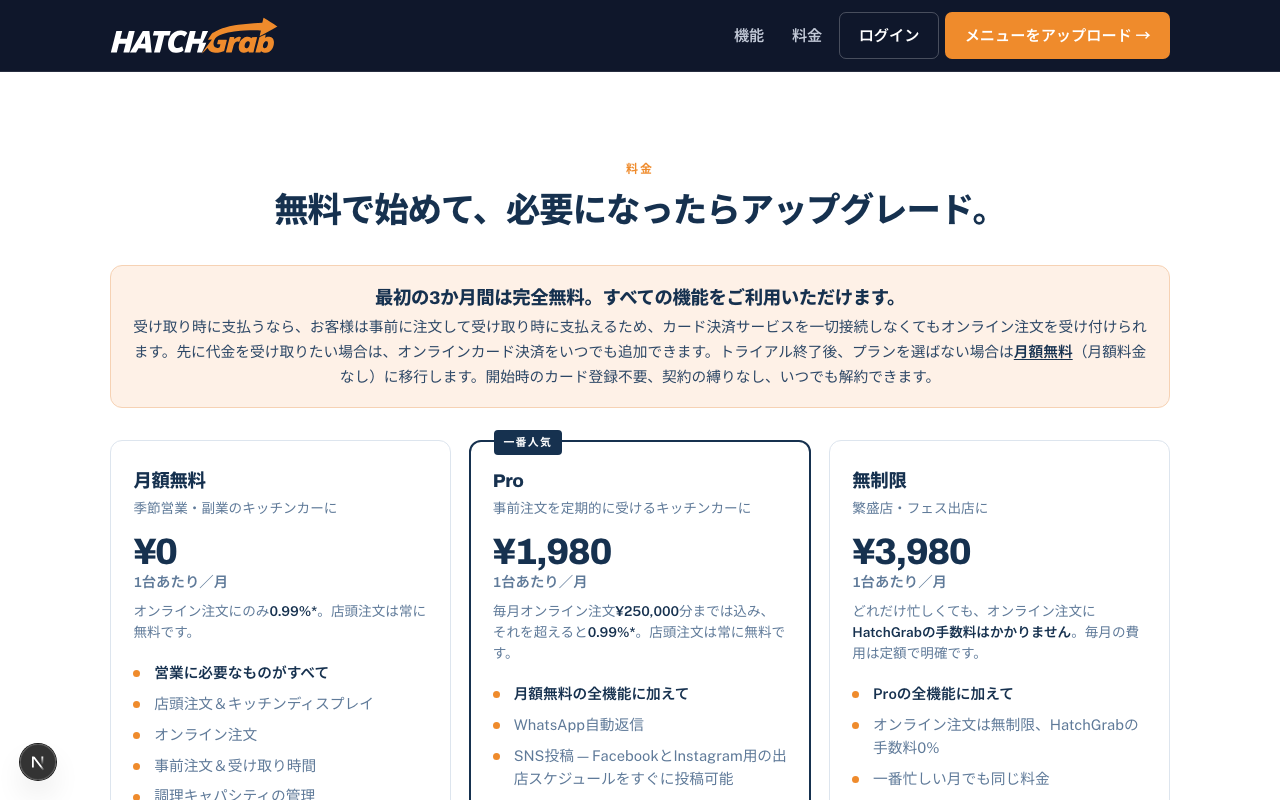 HATCHGrab
機能
料金
ログイン
メニューをアップロード →
料金
無料で始めて、必要になったらアップグレード。
最初の3か月間は完全無料。すべての機能をご利用いただけます。
受け取り時に支払うなら、お客様は事前に注文して受け取り時に支払えるため、カード決済サービスを一切接続しなくてもオンライン注文を受け付けられ
ます。先に代金を受け取りたい場合は、オンラインカード決済をいつでも追加できます。トライアル終了後、プランを選ばない場合は月額無料（月額料金
なし）に移行します。開始時のカード登録不要、契約の縛りなし、いつでも解約できます。
月額無料
季節営業・副業のキッチンカーに
¥0
1台あたり／月
オンライン注文にのみ0.99%*。店頭注文は常に
無料です。
営業に必要なものがすべて
店頭注文＆キッチンディスプレイ
オンライン注文
事前注文＆受け取り時間
調理キャパシティの管理
一番人気
Pro
事前注文を定期的に受けるキッチンカーに
¥1,980
1台あたり／月
毎月オンライン注文¥250,000分までは込み、
それを超えると0.99%*。店頭注文は常に無料で
す。
月額無料の全機能に加えて
WhatsApp自動返信
SNS投稿 — FacebookとInstagram用の出
店スケジュールをすぐに投稿可能
無制限
繁盛店・フェス出店に
¥3,980
1台あたり／月
どれだけ忙しくても、オンライン注文に
HatchGrabの手数料はかかりません。毎月の費
用は定額で明確です。
Proの全機能に加えて
オンライン注文は無制限、HatchGrabの
手数料0%
一番忙しい月でも同じ料金
N